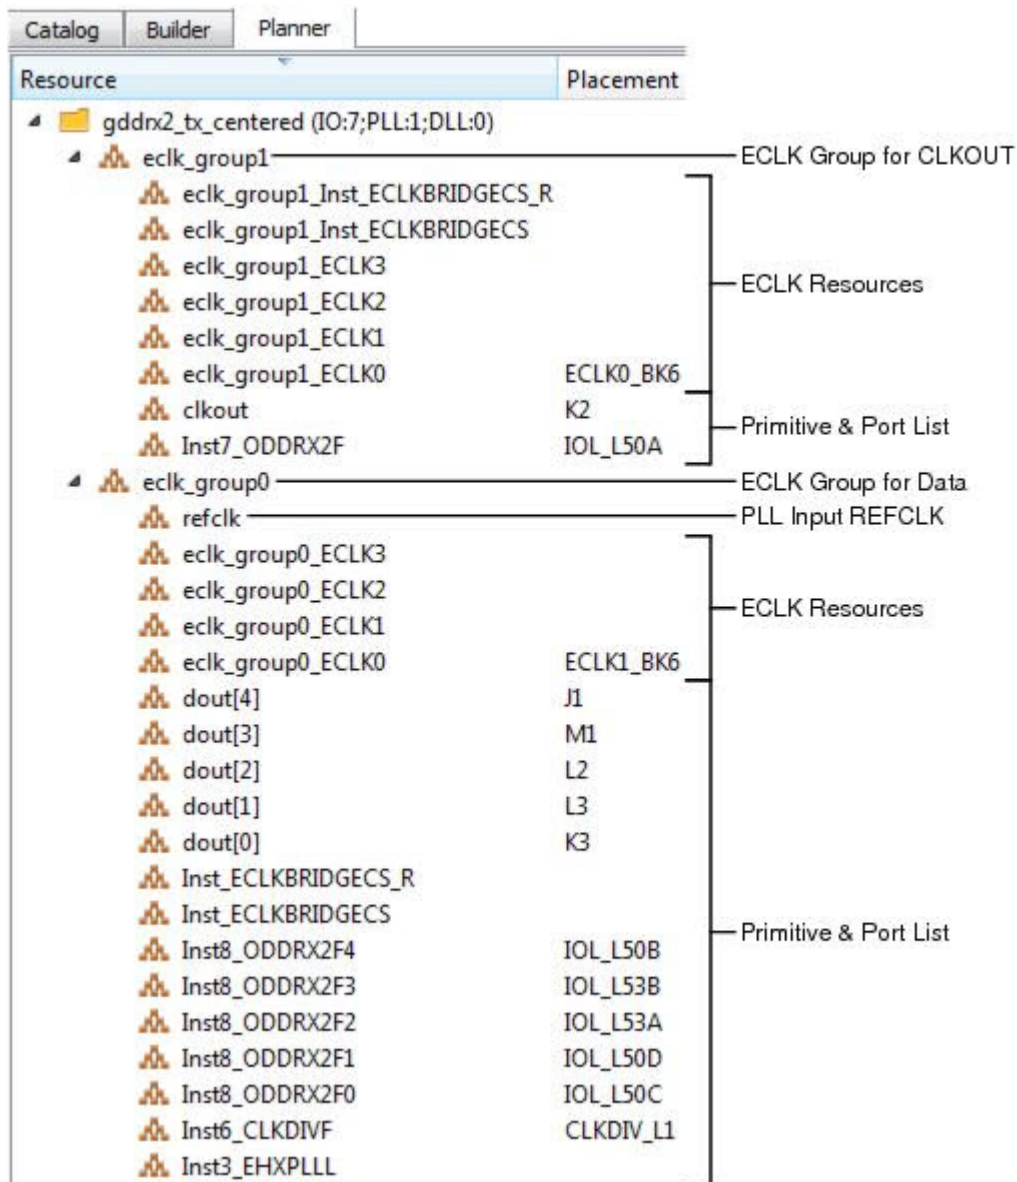 Catalog Builder Planner
Resource Placement
gddrx2_tx_centered (IO:7;PLL:1;DLL:0)
eclk_group1 ECLK Group for CLKOUT
eclk_group1_Inst_ECLKBRIDGECS_R
eclk_group1_Inst_ECLKBRIDGECS
eclk_group1_ECLK3
ECLK Resources
eclk_group1_ECLK2
eclk_group1_ECLK1
eclk_group1_ECLK0 ECLK0_BK6
clkout K2
Primitive & Port List
Inst7_ODDRX2F IOL_L50A
eclk_group0 ECLK Group for Data
refclk PLL Input REFCLK
eclk_group0_ECLK3
eclk_group0_ECLK2
ECLK Resources
eclk_group0_ECLK1
eclk_group0_ECLK0 ECLK1_BK6
dout[4] J1
dout[3] M1
dout[2] L2
dout[1] L3
dout[0] K3
Inst_ECLKBRIDGECS_R
Inst_ECLKBRIDGECS
Primitive & Port List
Inst8_ODDRX2F4 IOL_L50B
Inst8_ODDRX2F3 IOL_L53B
Inst8_ODDRX2F2 IOL_L53A
Inst8_ODDRX2F1 IOL_L50D
Inst8_ODDRX2F0 IOL_L50C
Inst6_CLKDIVF CLKDIV_L1
Inst3_EHXPLLL